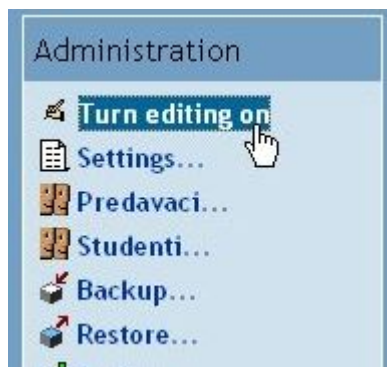 Administration
Turn editing on
Settings...
Predavaci...
Studenti...
Backup...
Restore...